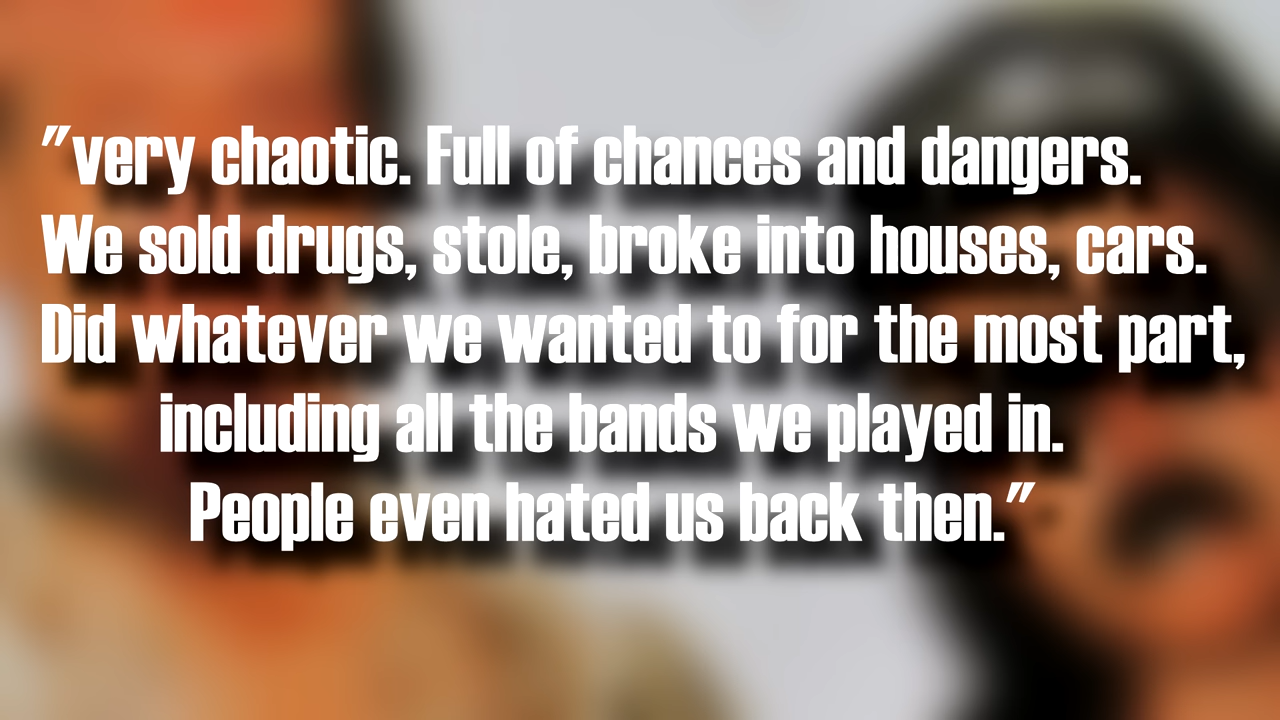 "very chaotic. Full of chances and dangers.
We sold drugs, stole, broke into houses, cars.
Did whatever we wanted to for the most part,
including all the bands we played in.
People even hated us back then."